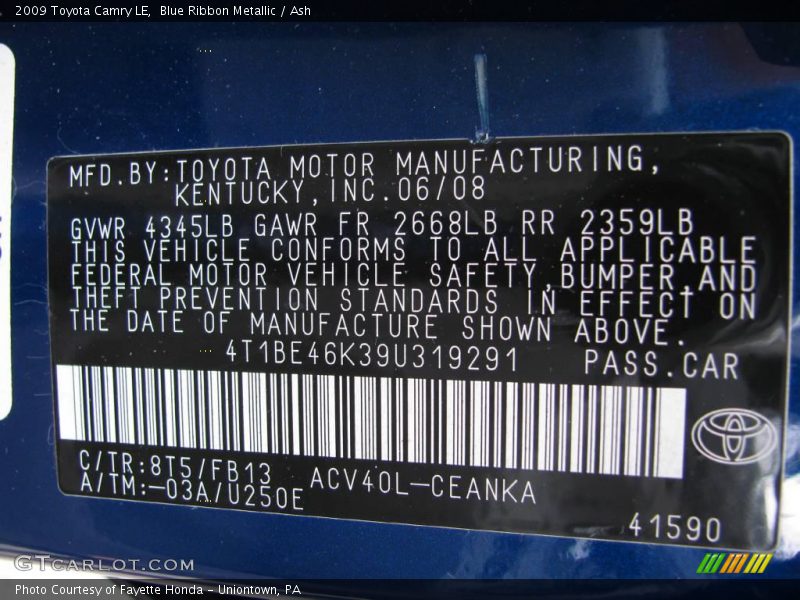 2009 Toyota Camry LE,  Blue Ribbon Metallic / Ash
MFD.BY:TOYOTA MOTOR MANUFACTURING,
KENTUCKY,INC.06/08
GVWR 4345LB GAWR FR 2668LB RR 2359LB
THIS VEHICLE CONFORMS TO ALL APPLICABLE
FEDERAL MOTOR VEHICLE SAFETY,BUMPER,AND
THEFT PREVENTION STANDARDS IN EFFECT ON
THE DATE OF MANUFACTURE SHOWN ABOVE.
4T1BE46K39U319291 PASS.CAR
C/TR:8T5/FB13 ACV40L-CEANKA
A/TM:-03A/U250E
41590
GTCARLOT.COM
Photo Courtesy of Fayette Honda - Uniontown, PA